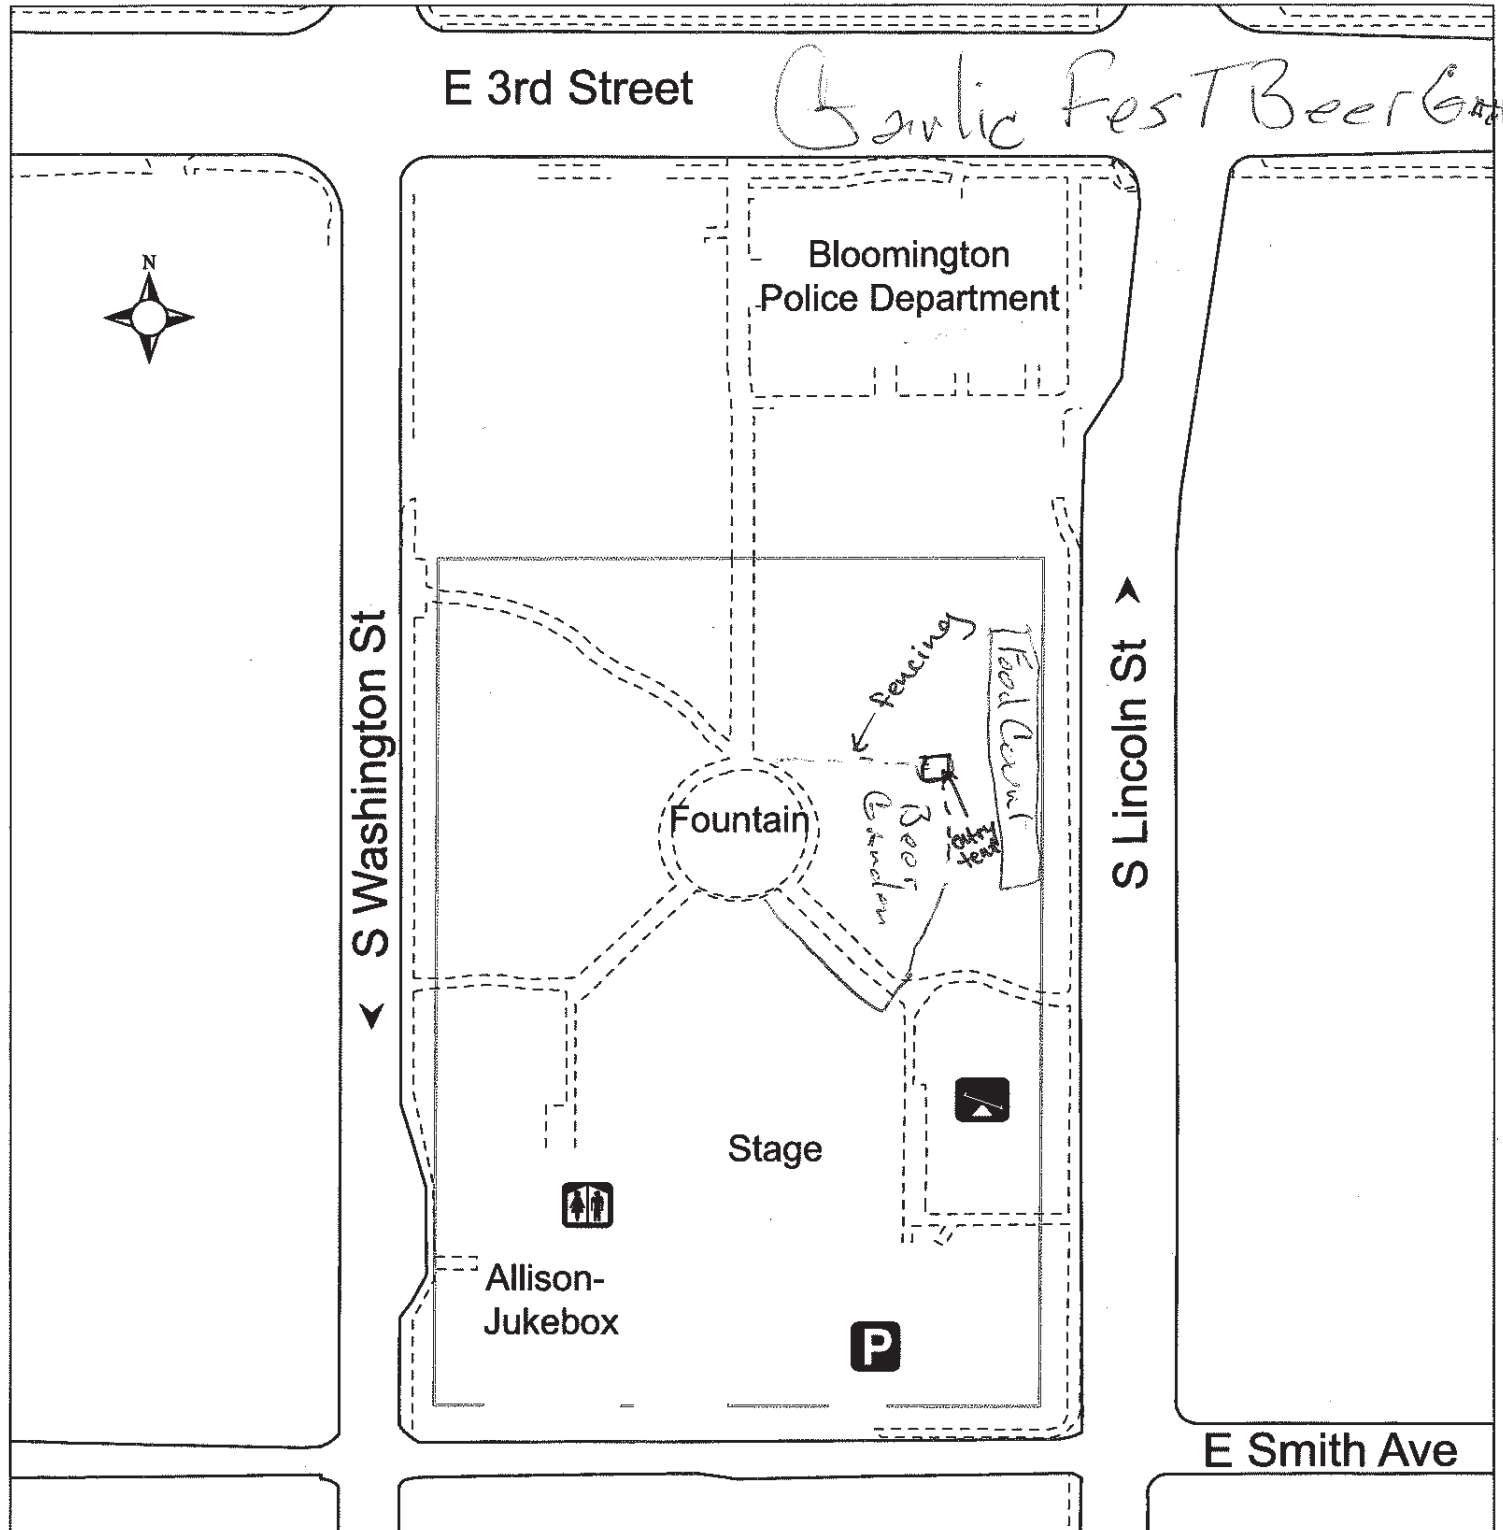 E 3rd Street
Garlic Fest Beer
N
Bloomington
Police Department
S Washington St
S Lincoln St
fencing
Food Court
Fountain
Beer
Garden
entry
tent
Stage
Allison-
Jukebox
P
E Smith Ave